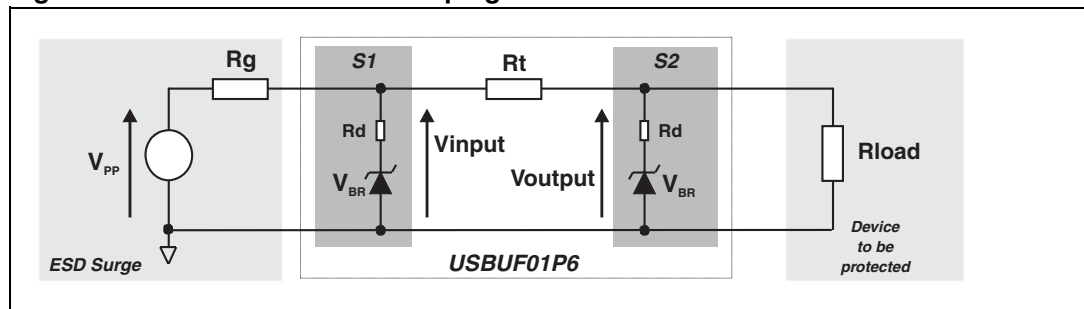 Rg
S1
Rt
S2
Rd
Vinput
Voutput
Rd
Rload
VPP
VBR
VBR
ESD Surge
USBUF01P6
Device
to be
protected